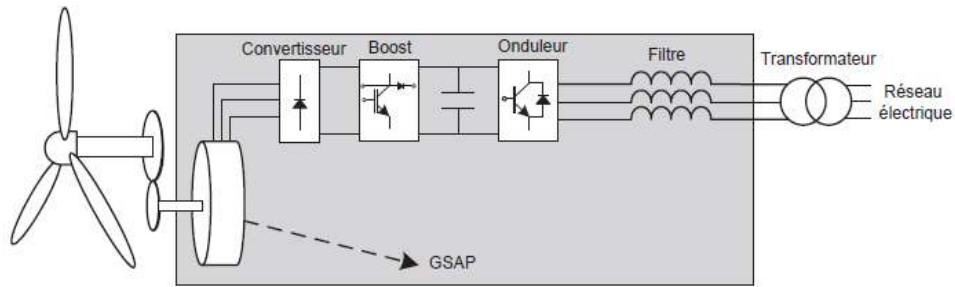 Convertisseur
Boost
Onduleur
Filtre
Transformateur
Réseau
électrique
GSAP